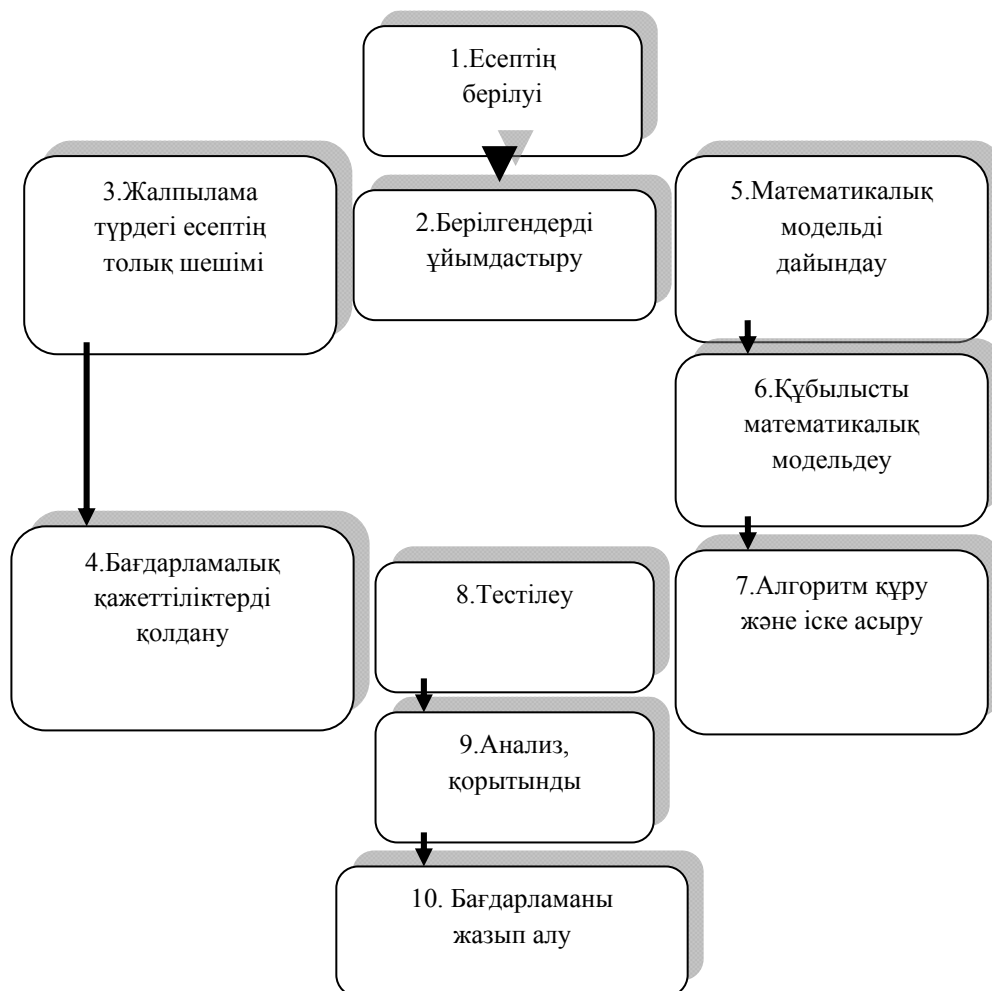 1.Есептің
берілуі
2.Берілгендерді
ұйымдастыру
3.Жалпылама
түрдегі есептің
толық шешімі
4.Бағдарламалық
қажеттіліктерді
қолдану
5.Математикалық
модельді
дайындау
6.Құбылысты
математикалық
модельдеу
7.Алгоритм құру
және іске асыру
8.Тестілеу
9.Анализ,
қорытынды
10. Бағдарламаны
жазып алу